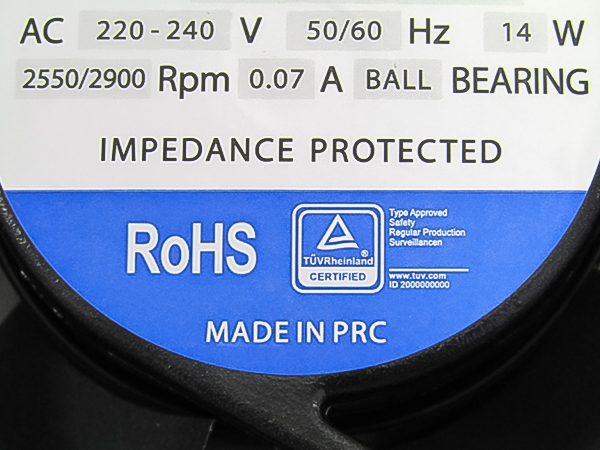 AC 220-240 V 50/60 Hz 14 W
2550/2900 Rpm 0.07 A BALL BEARING
IMPEDANCE PROTECTED
RoHS
TÜVRheinland®
CERTIFIED
Type Approved
Safety
Regular Production
Surveillancen
www.tuv.com
ID 2000000000
MADE IN PRC